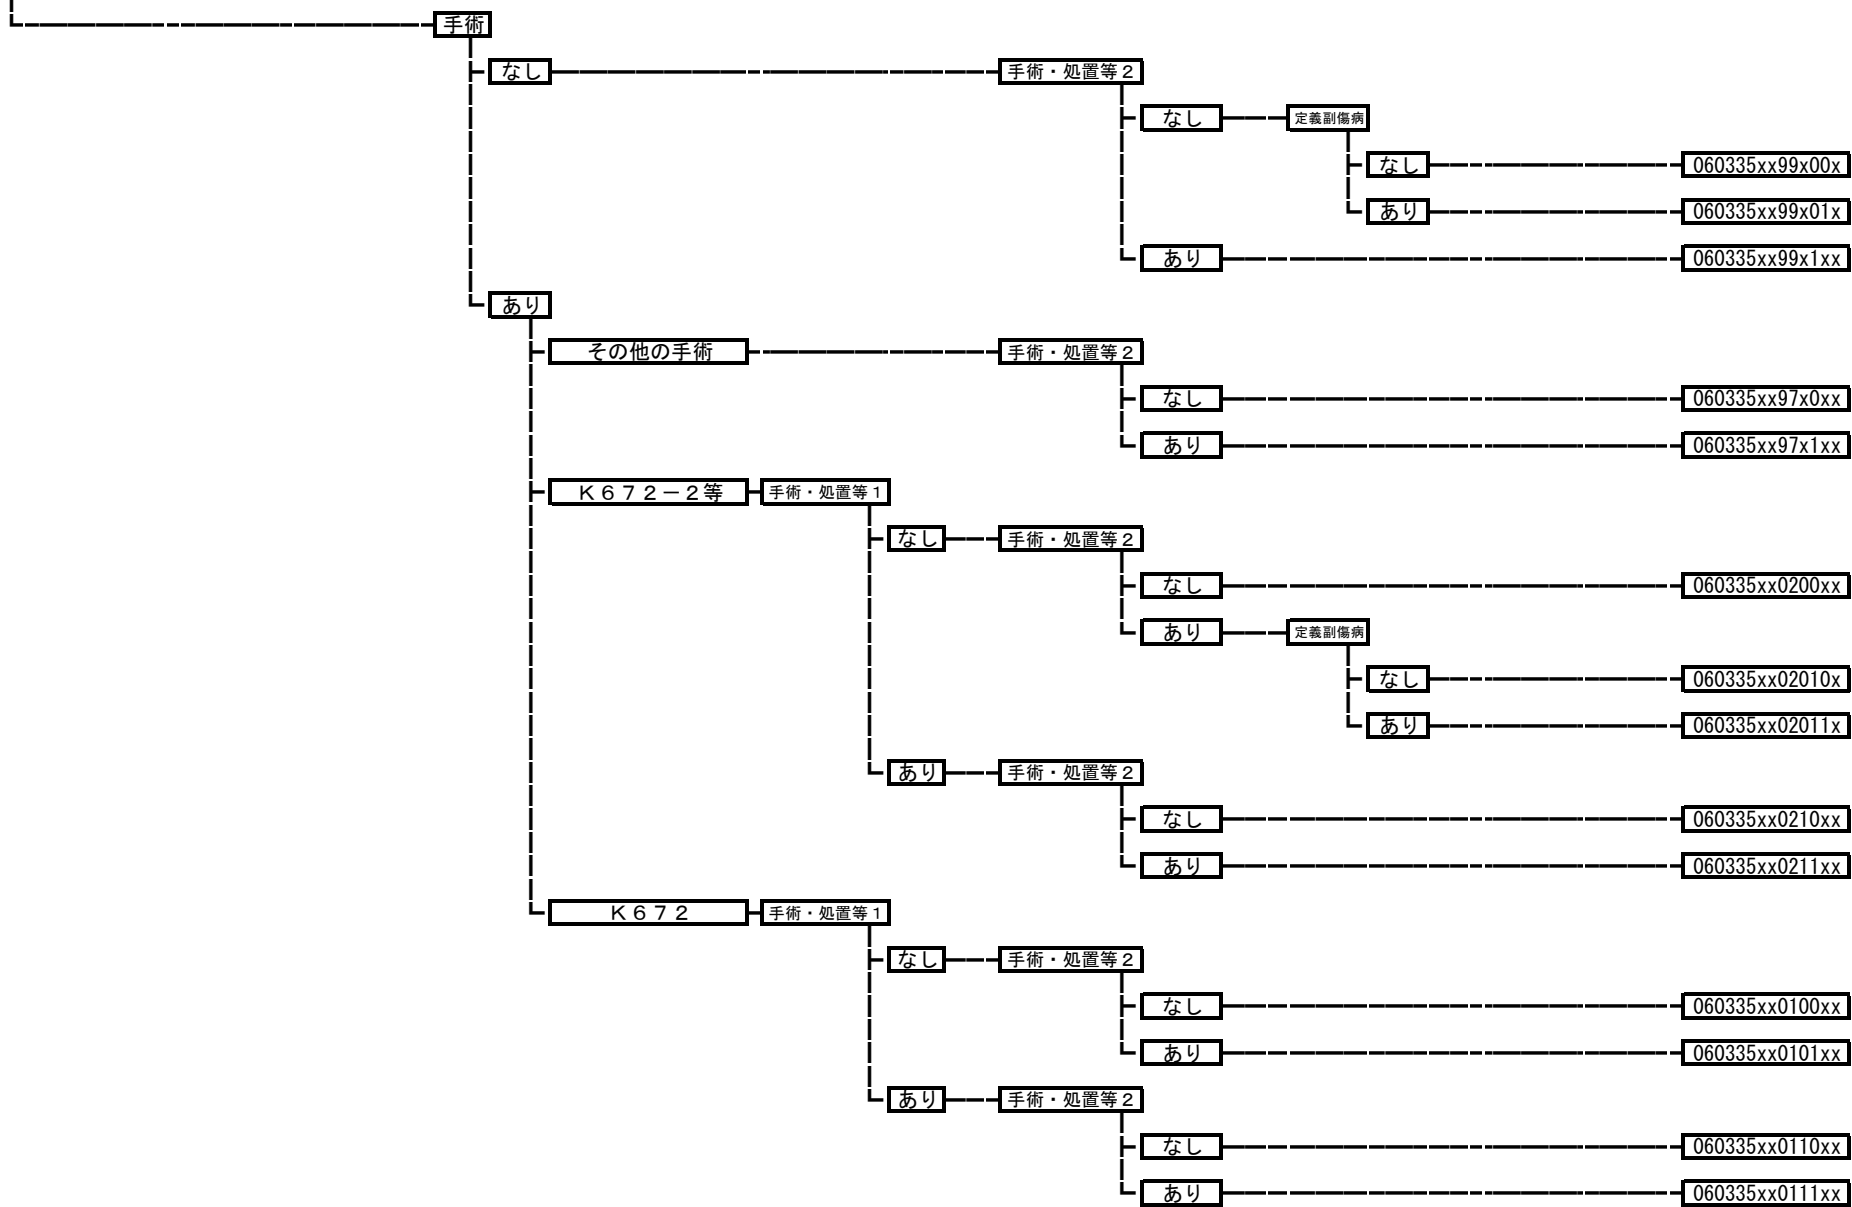 手術
なし 手術・処置等2
なし 定義副傷病
なし 060335xx99x00x
あり 060335xx99x01x
あり 060335xx99x1xx
あり
その他の手術 手術・処置等2
なし 060335xx97x0xx
あり 060335xx97x1xx
K672-2等 手術・処置等1
なし 手術・処置等2
なし 060335xx0200xx
あり 定義副傷病
なし 060335xx02010x
あり 060335xx02011x
あり 手術・処置等2
なし 060335xx0210xx
あり 060335xx0211xx
K672 手術・処置等1
なし 手術・処置等2
なし 060335xx0100xx
あり 060335xx0101xx
あり 手術・処置等2
なし 060335xx0110xx
あり 060335xx0111xx